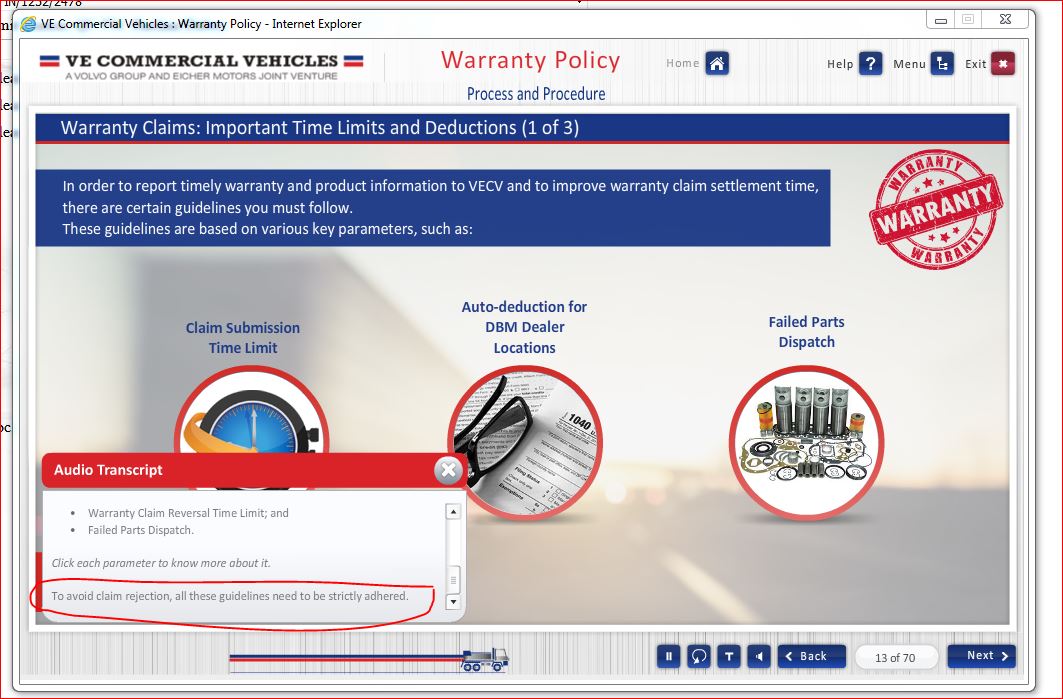 IN/1232/2478
VE Commercial Vehicles : Warranty Policy - Internet Explorer
VE COMMERCIAL VEHICLES
A VOLVO GROUP AND EICHER MOTORS JOINT VENTURE
Warranty Policy
Process and Procedure
Home
Help ?
Menu
Exit
Warranty Claims: Important Time Limits and Deductions (1 of 3)
In order to report timely warranty and product information to VECV and to improve warranty claim settlement time,
there are certain guidelines you must follow.
These guidelines are based on various key parameters, such as:
WARRANTY
WARRANTY
WARRANTY
Claim Submission
Time Limit
Auto-deduction for
DBM Dealer
Locations
Failed Parts
Dispatch
1040
Filing Status
Exemptions
Audio Transcript
• Warranty Claim Reversal Time Limit; and
• Failed Parts Dispatch.
Click each parameter to know more about it.
To avoid claim rejection, all these guidelines need to be strictly adhered.
T
Back
13 of 70
Next